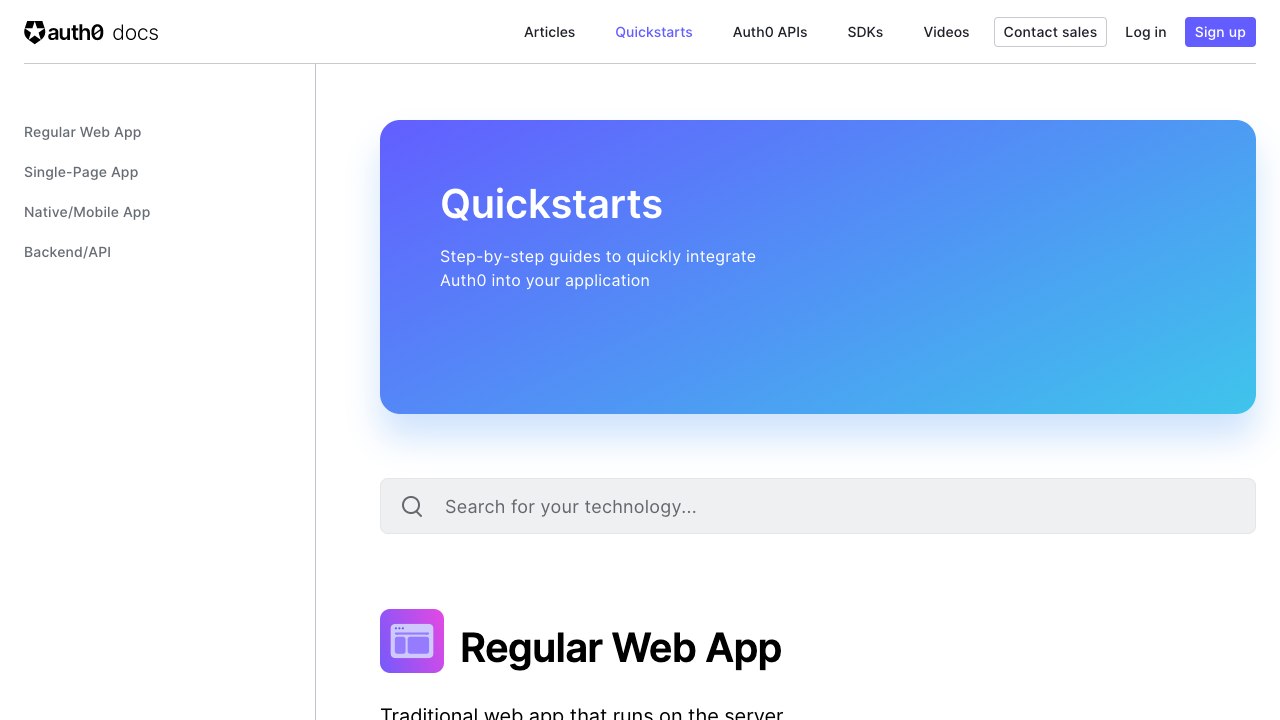 auth0 docs
Articles
Quickstarts
Auth0 APIs
SDKs
Videos
Contact sales
Log in
Sign up
Regular Web App
Single-Page App
Native/Mobile App
Backend/API
Quickstarts
Step-by-step guides to quickly integrate
Auth0 into your application
Search for your technology...
Regular Web App
Traditional web app that runs on the server